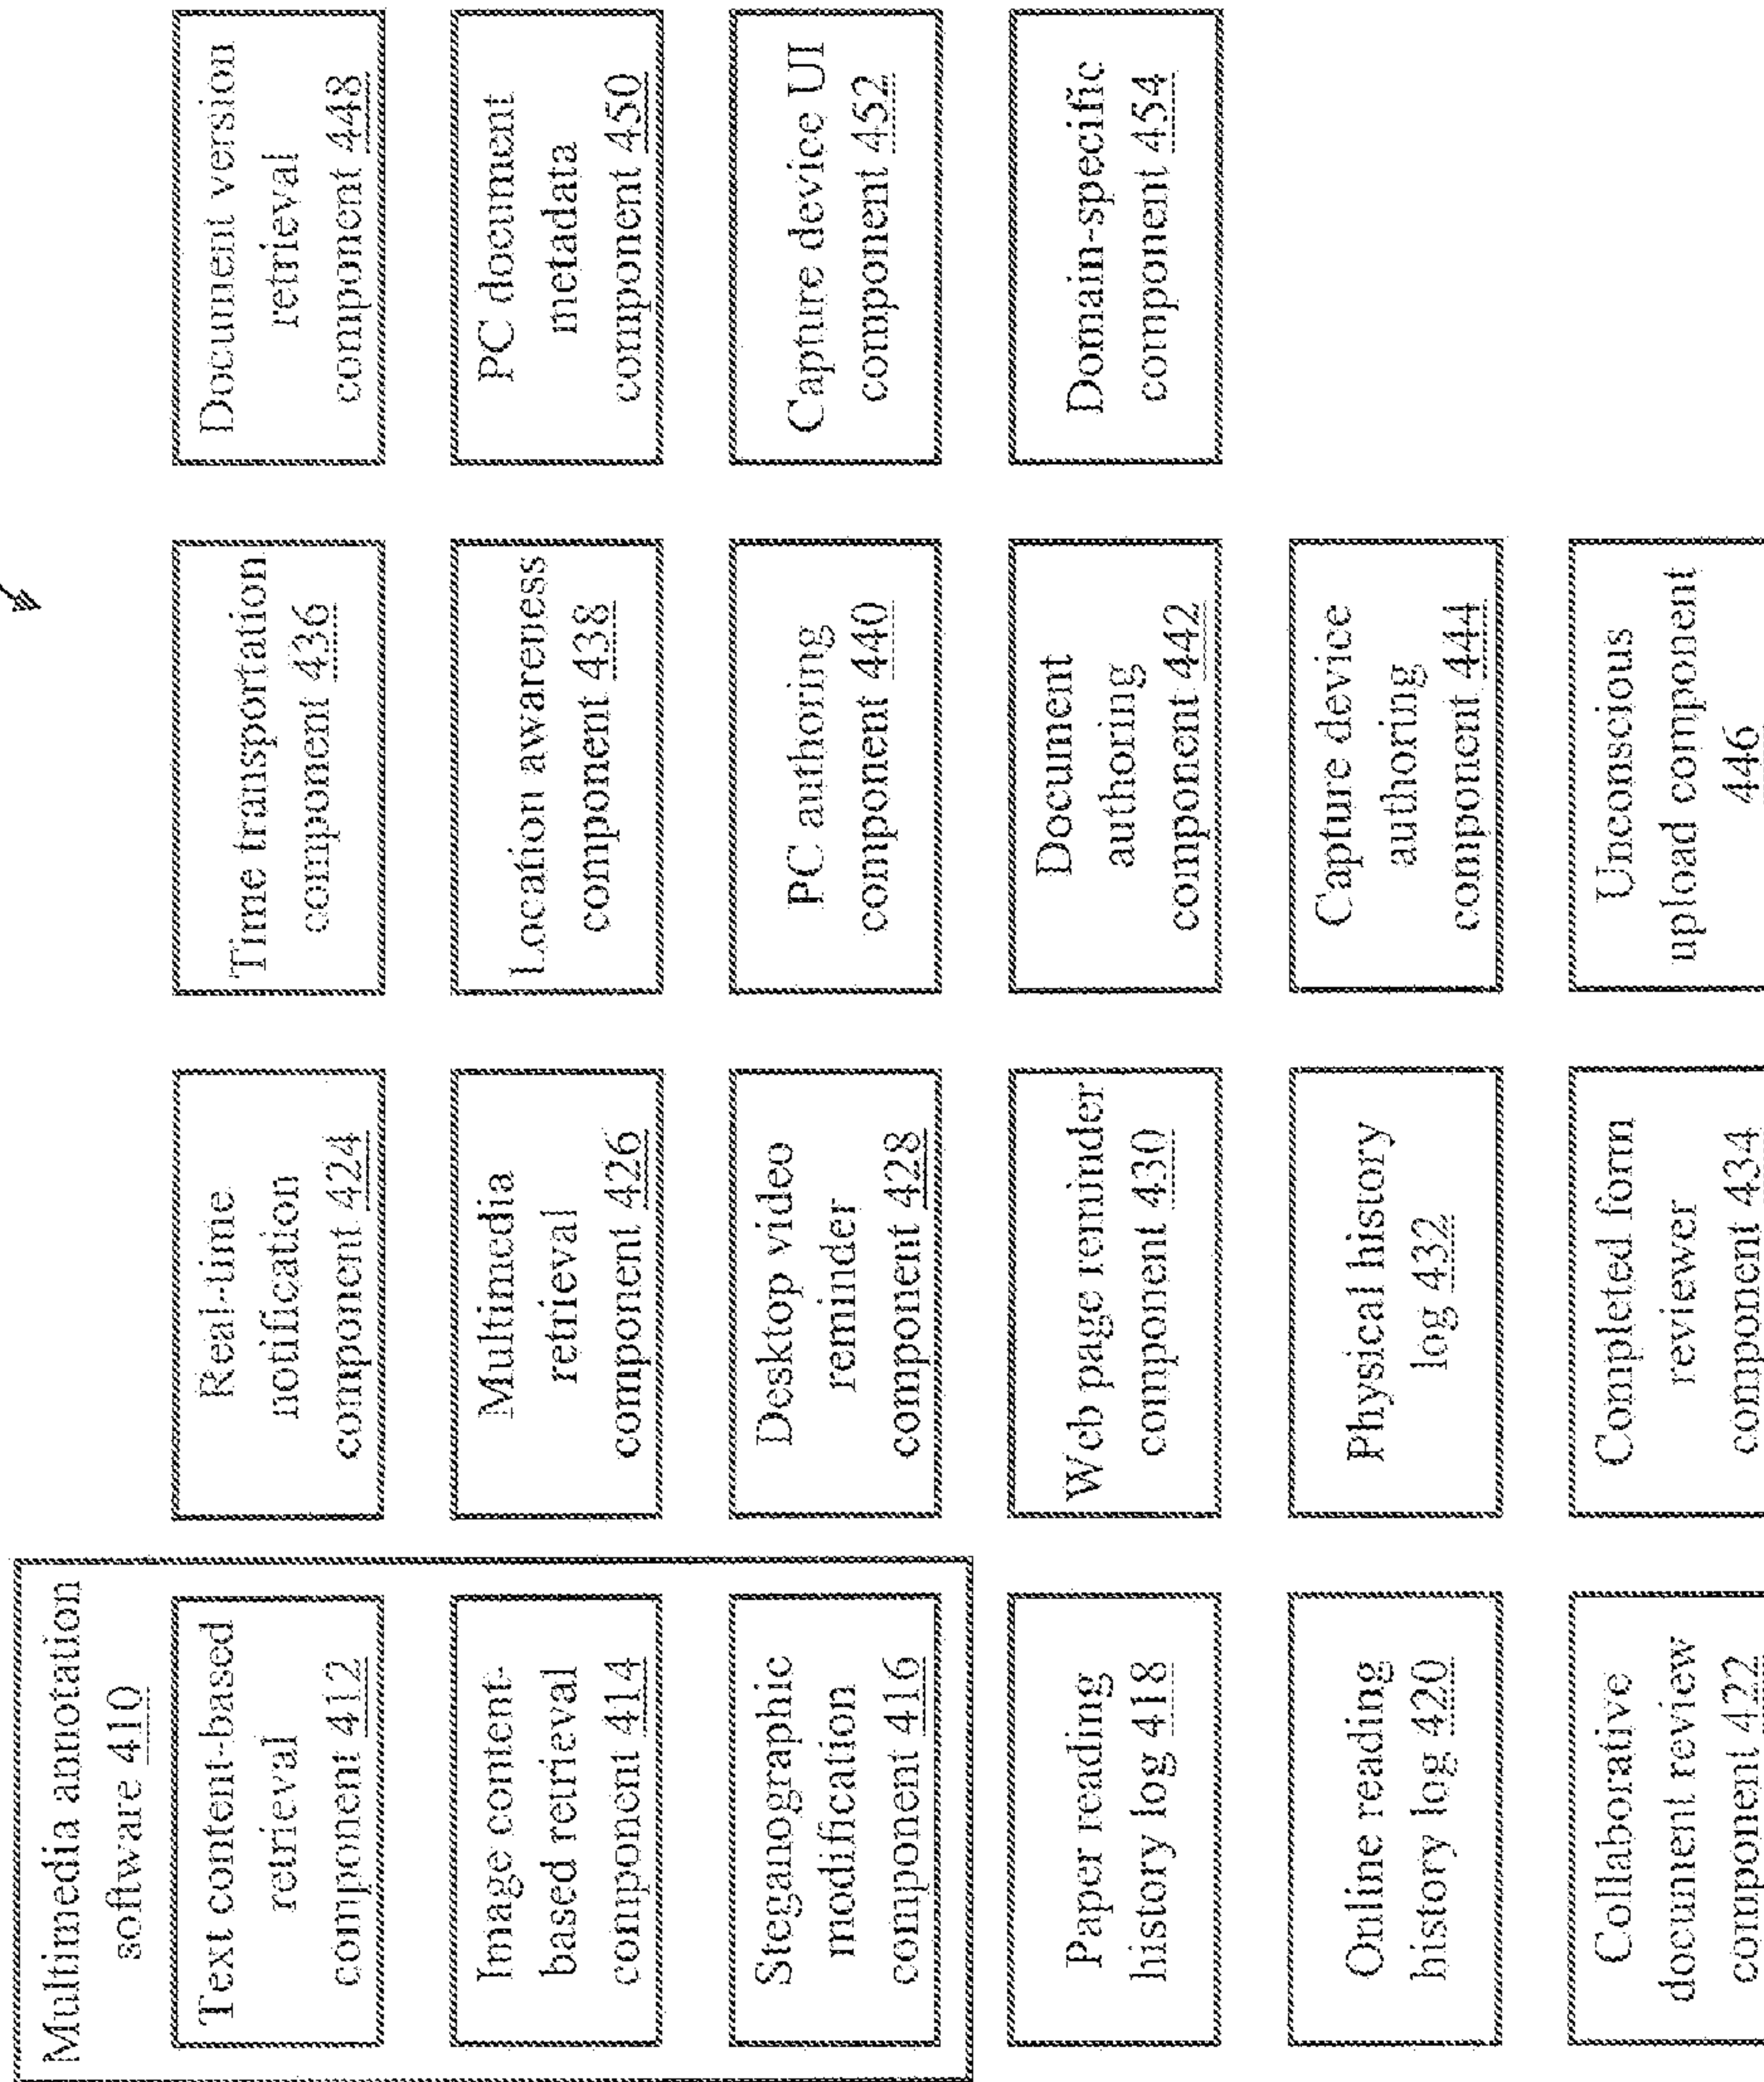 Multimedia annotation
software 410
Text content-based
retrieval
component 412
Image content-
based retrieval
component 414
Steganographic
modification
component 416
Paper reading
history log 418
Online reading
history log 420
Collaborative
document review
component 422
Real-time
notification
component 424
Multimedia
retrieval
component 426
Desktop video
reminder
component 428
Web page reminder
component 430
Physical history
log 432
Completed form
reviewer
component 434
Time transportation
component 436
Location awareness
component 438
PC authoring
component 440
Document
authoring
component 442
Capture device
authoring
component 444
Unconscious
upload component
446
Document version
retrieval
component 448
PC document
metadata
component 450
Capture device UI
component 452
Domain-specific
component 454